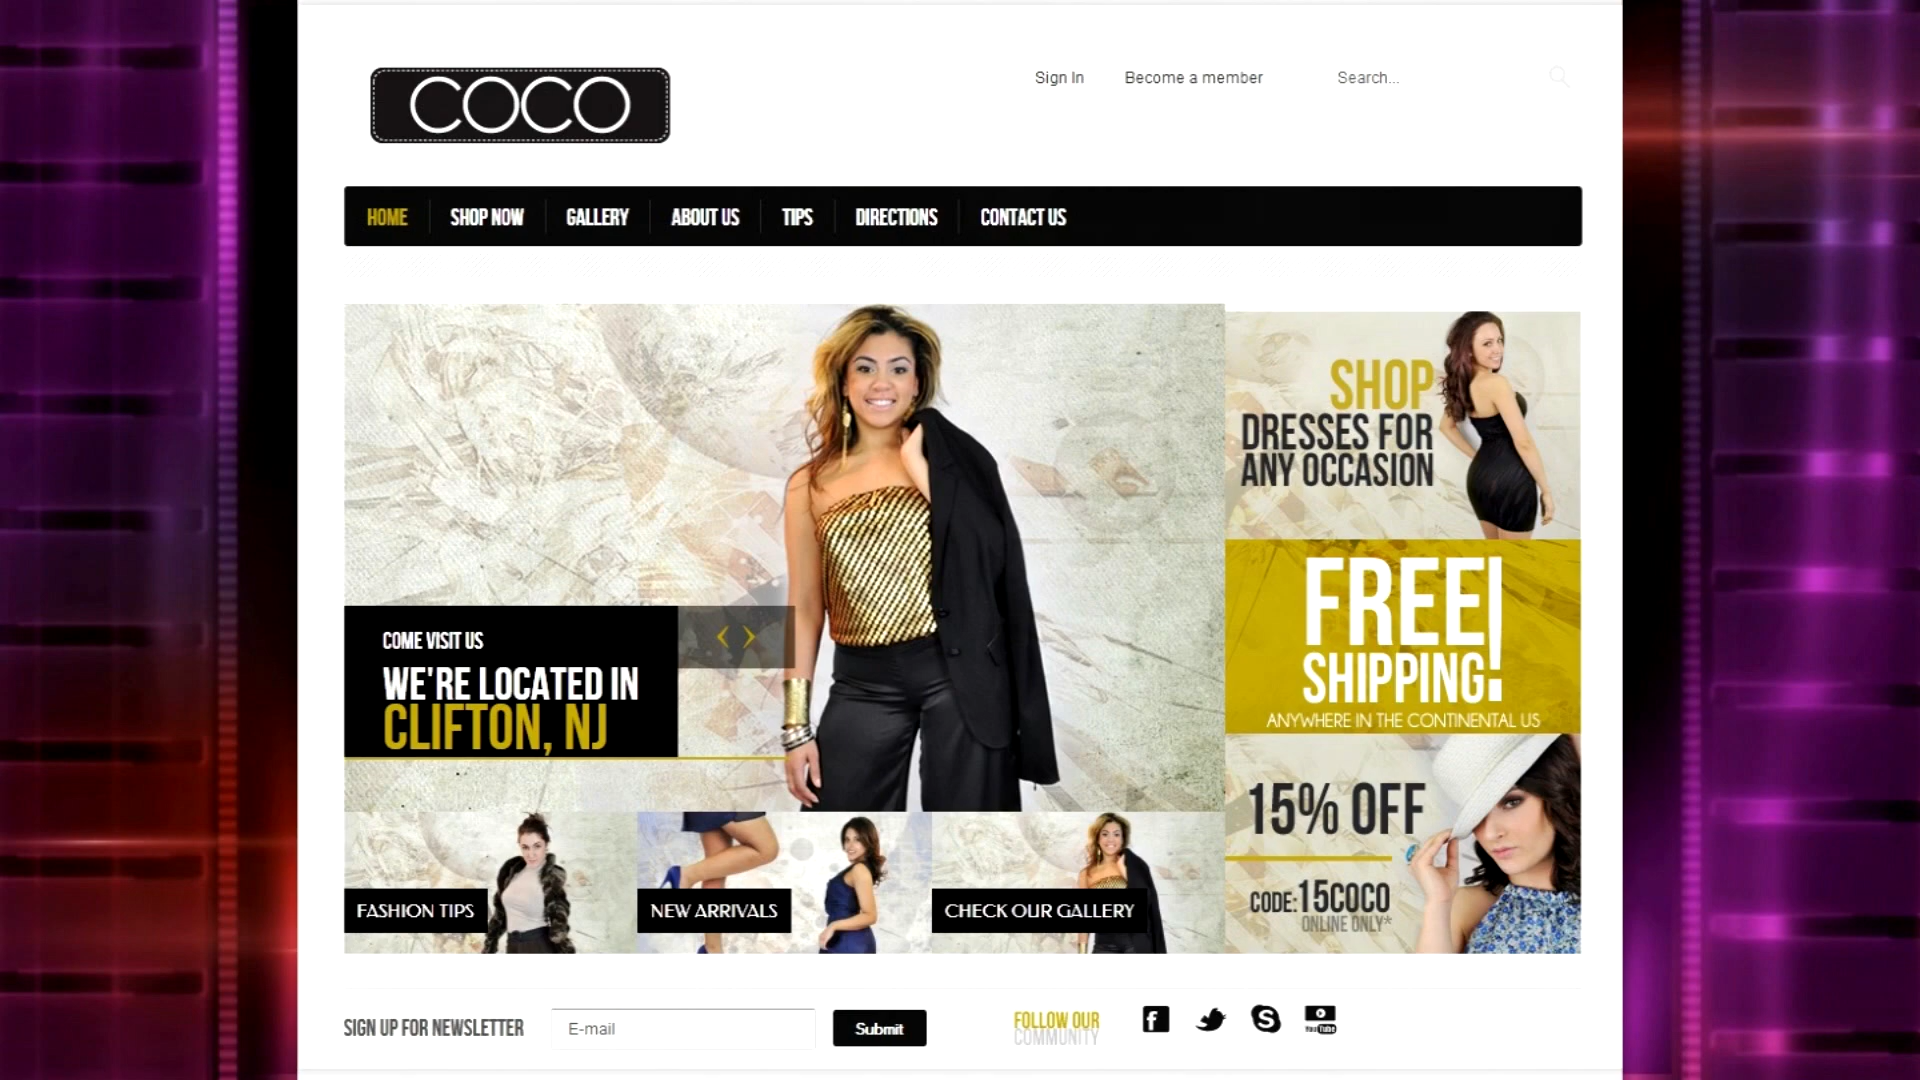 COCO
Sign In
Become a member
Search...
HOME
SHOP NOW
GALLERY
ABOUT US
TIPS
DIRECTIONS
CONTACT US
COME VISIT US
WE'RE LOCATED IN
CLIFTON, NJ
SHOP
DRESSES FOR
ANY OCCASION
FREE
SHIPPING!
ANYWHERE IN THE CONTINENTAL US
15% OFF
CODE:15COCO
ONLINE ONLY*
FASHION TIPS
NEW ARRIVALS
CHECK OUR GALLERY
SIGN UP FOR NEWSLETTER
E-mail
Submit
FOLLOW OUR
COMMUNITY
You Tube